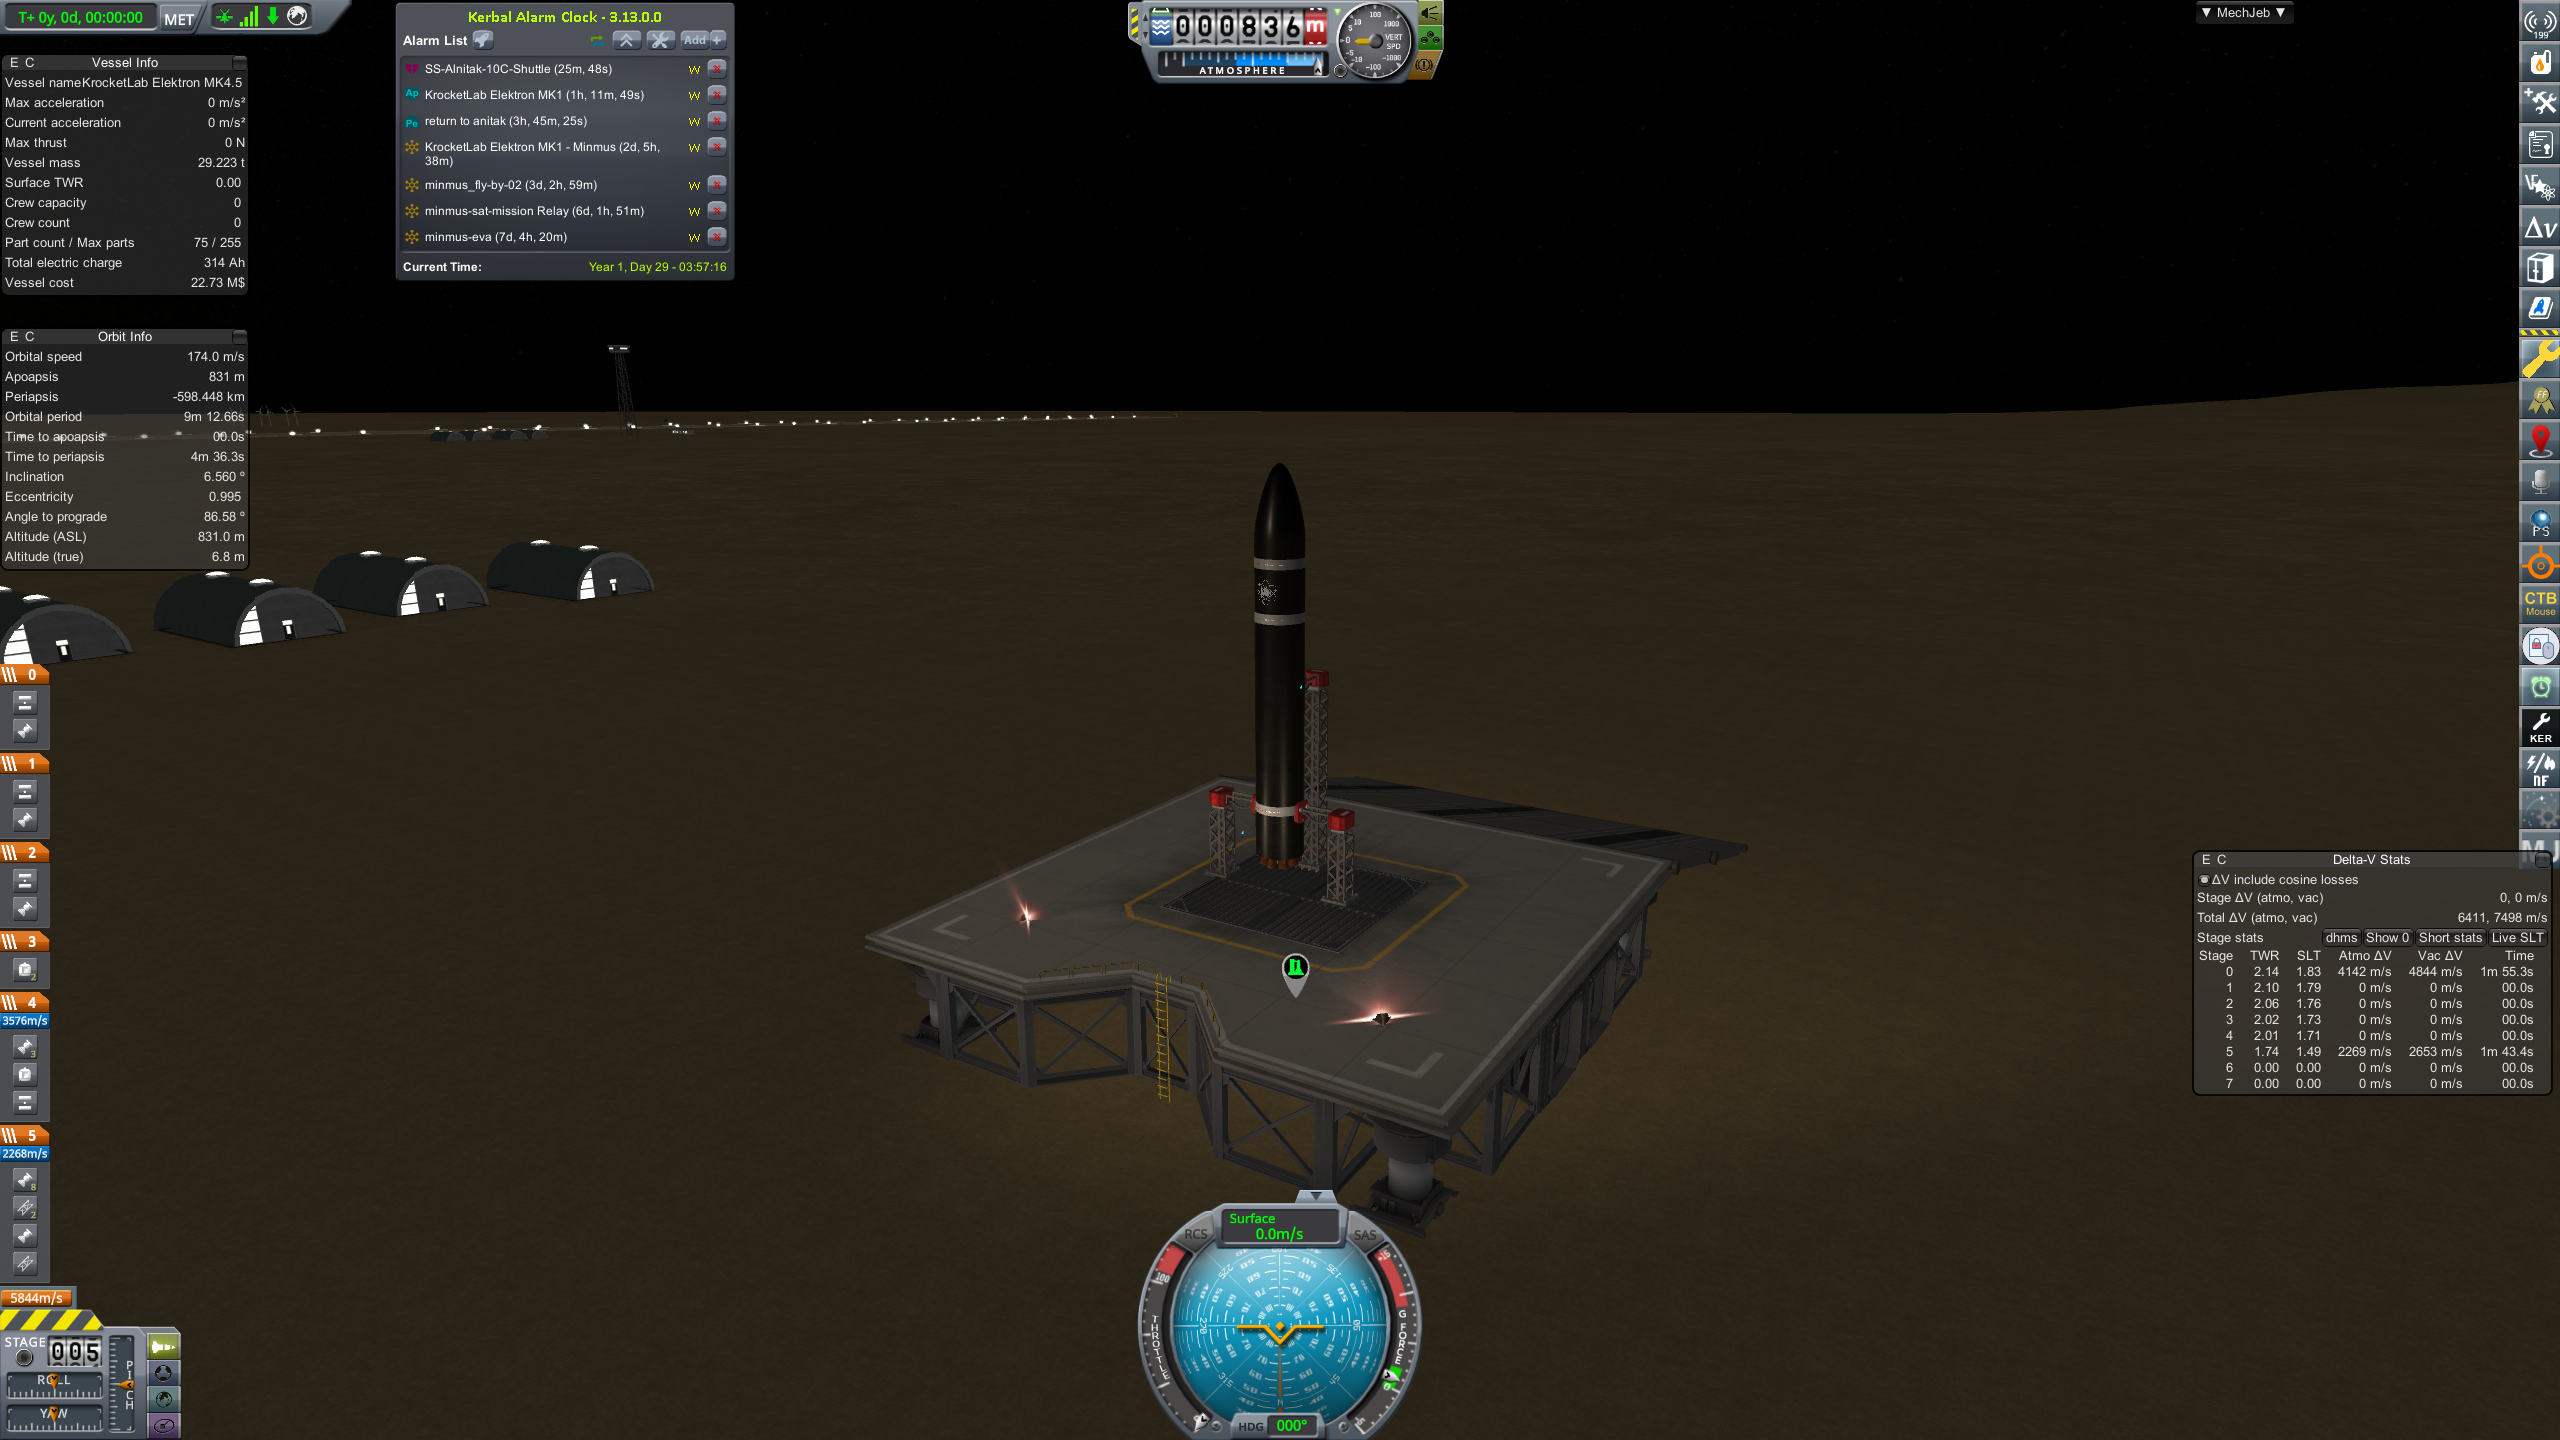 T+ 0y, 0d, 00:00:00 MET
E C Vessel Info
Vessel name KrocketLab Elektron MK4.5
Max acceleration 0 m/s²
Current acceleration 0 m/s²
Max thrust 0 N
Vessel mass 29.223 t
Surface TWR 0.00
Crew capacity 0
Crew count 0
Part count / Max parts 75 / 255
Total electric charge 314 Ah
Vessel cost 22.73 M$
E C Orbit Info
Orbital speed 174.0 m/s
Apoapsis 831 m
Periapsis -598.448 km
Orbital period 9m 12.66s
Time to apoapsis 00.0s
Time to periapsis 4m 36.3s
Inclination 6.560 º
Eccentricity 0.995
Angle to prograde 86.58 º
Altitude (ASL) 831.0 m
Altitude (true) 6.8 m
Kerbal Alarm Clock - 3.13.0.0
Alarm List Add +
SS-Alnitak-10C-Shuttle (25m, 48s) W
Ap KrocketLab Elektron MK1 (1h, 11m, 49s) W
Pe return to anitak (3h, 45m, 25s) W
KrocketLab Elektron MK1 - Minmus (2d, 5h, W
38m)
minmus_fly-by-02 (3d, 2h, 59m) W
minmus-sat-mission Relay (6d, 1h, 51m) W
minmus-eva (7d, 4h, 20m) W
Current Time: Year 1, Day 29 - 03:57:16
000836 m
ATMOSPHERE
VERT
SPD
▼ MechJeb ▼
199
Δv
FF
PS
CTB
Mouse
KER
NF
MJ
E C Delta-V Stats
ΔV include cosine losses
Stage ΔV (atmo, vac) 0, 0 m/s
Total ΔV (atmo, vac) 6411, 7498 m/s
Stage stats dhms Show 0 Short stats Live SLT
Stage TWR SLT Atmo ΔV Vac ΔV Time
0 2.14 1.83 4142 m/s 4844 m/s 1m 55.3s
1 2.10 1.79 0 m/s 0 m/s 00.0s
2 2.06 1.76 0 m/s 0 m/s 00.0s
3 2.02 1.73 0 m/s 0 m/s 00.0s
4 2.01 1.71 0 m/s 0 m/s 00.0s
5 1.74 1.49 2269 m/s 2653 m/s 1m 43.4s
6 0.00 0.00 0 m/s 0 m/s 00.0s
7 0.00 0.00 0 m/s 0 m/s 00.0s
0
1
2
3
2
4
3576m/s
3
5
2268m/s
8
2
5844m/s
STAGE 005
ROLL
YAW
PITCH
Surface
0.0m/s
RCS SAS
THROTTLE
G FORCE
HDG 000°